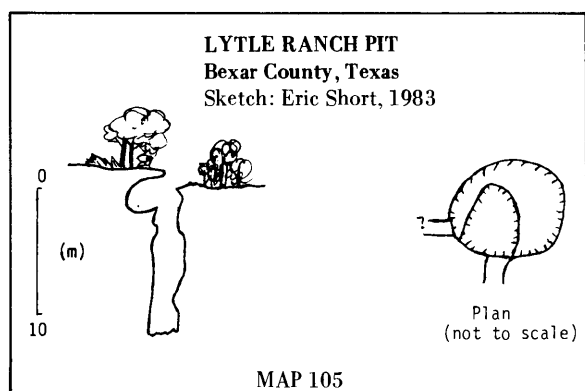 LYTLE RANCH PIT
Bexar County, Texas
Sketch: Eric Short, 1983
0
(m)
10
?
Plan
(not to scale)
MAP 105